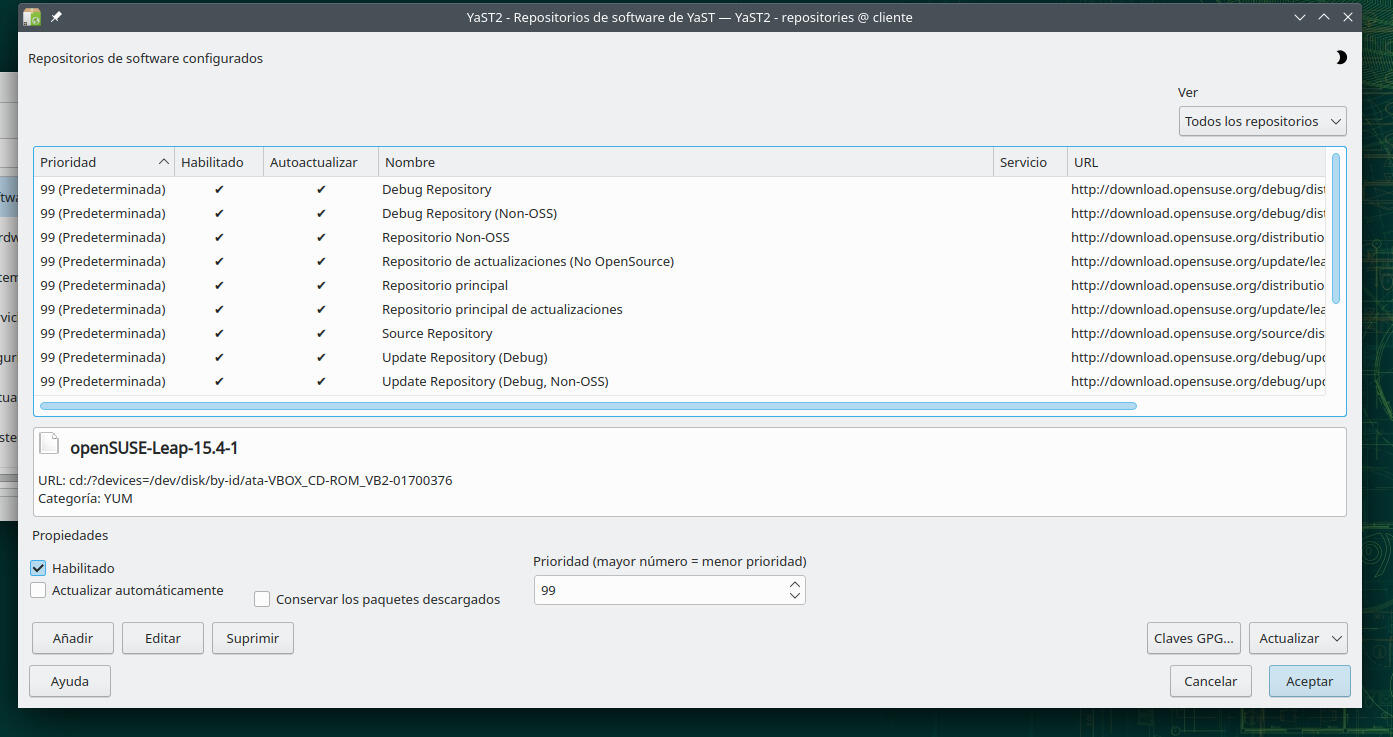 YaST2 - Repositorios de software de YaST — YaST2 - repositories @ cliente
Repositorios de software configurados
Ver
Todos los repositorios
Prioridad Habilitado Autoactualizar Nombre Servicio URL
99 (Predeterminada) ✔ ✔ Debug Repository http://download.opensuse.org/debug/dist
99 (Predeterminada) ✔ ✔ Debug Repository (Non-OSS) http://download.opensuse.org/debug/dist
99 (Predeterminada) ✔ ✔ Repositorio Non-OSS http://download.opensuse.org/distributio
99 (Predeterminada) ✔ ✔ Repositorio de actualizaciones (No OpenSource) http://download.opensuse.org/update/lea
99 (Predeterminada) ✔ ✔ Repositorio principal http://download.opensuse.org/distributio
99 (Predeterminada) ✔ ✔ Repositorio principal de actualizaciones http://download.opensuse.org/update/lea
99 (Predeterminada) ✔ ✔ Source Repository http://download.opensuse.org/source/dis
99 (Predeterminada) ✔ ✔ Update Repository (Debug) http://download.opensuse.org/debug/upd
99 (Predeterminada) ✔ ✔ Update Repository (Debug, Non-OSS) http://download.opensuse.org/debug/upd
openSUSE-Leap-15.4-1
URL: cd:/?devices=/dev/disk/by-id/ata-VBOX_CD-ROM_VB2-01700376
Categoría: YUM
Propiedades
Habilitado
Actualizar automáticamente
Conservar los paquetes descargados
Prioridad (mayor número = menor prioridad)
99
Añadir Editar Suprimir Claves GPG... Actualizar
Ayuda Cancelar Aceptar